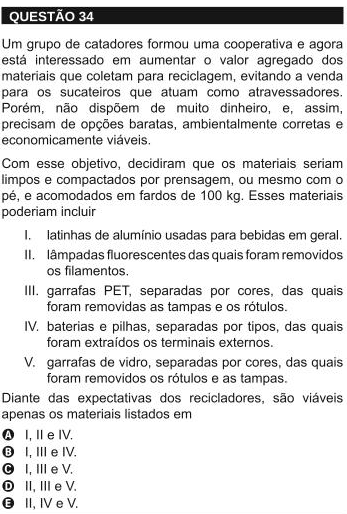 QUESTÃO 34
Um grupo de catadores formou uma cooperativa e agora
está interessado em aumentar o valor agregado dos
materiais que coletam para reciclagem, evitando a venda
para os sucateiros que atuam como atravessadores.
Porém, não dispõem de muito dinheiro, e, assim,
precisam de opções baratas, ambientalmente corretas e
economicamente viáveis.
Com esse objetivo, decidiram que os materiais seriam
limpos e compactados por prensagem, ou mesmo com o
pé, e acomodados em fardos de 100 kg. Esses materiais
poderiam incluir
I. latinhas de alumínio usadas para bebidas em geral.
II. lâmpadas fluorescentes das quais foram removidos
os filamentos.
III. garrafas PET, separadas por cores, das quais
foram removidas as tampas e os rótulos.
IV. baterias e pilhas, separadas por tipos, das quais
foram extraídos os terminais externos.
V. garrafas de vidro, separadas por cores, das quais
foram removidos os rótulos e as tampas.
Diante das expectativas dos recicladores, são viáveis
apenas os materiais listados em
A I, II e IV.
B I, III e IV.
C I, III e V.
D II, III e V.
E II, IV e V.